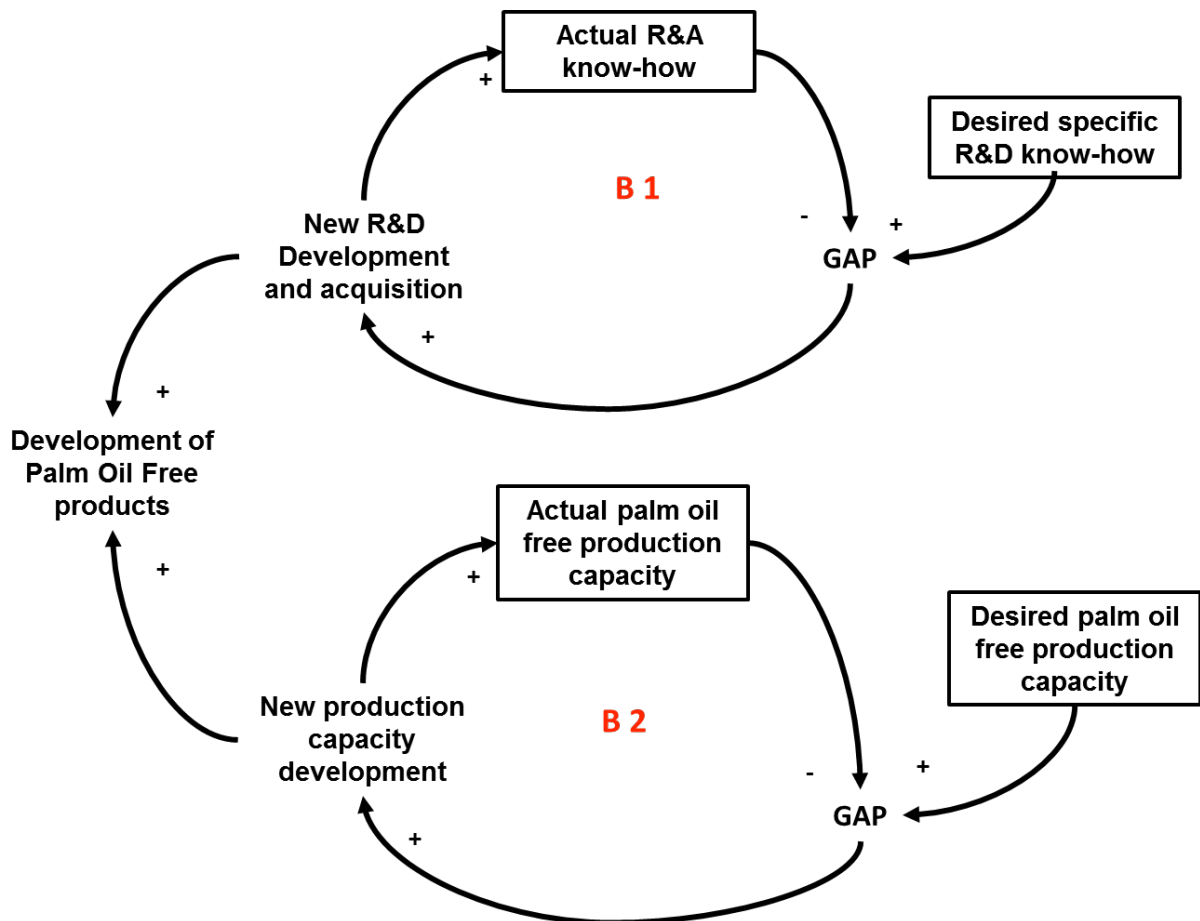 Actual R&A
know-how
+
Desired specific
R&D know-how
B 1
New R&D
Development
and acquisition
-
+
GAP
+
+
Development of
Palm Oil Free
products
Actual palm oil
free production
capacity
+
+
Desired palm oil
free production
capacity
New production
capacity
development
B 2
-
+
GAP
+